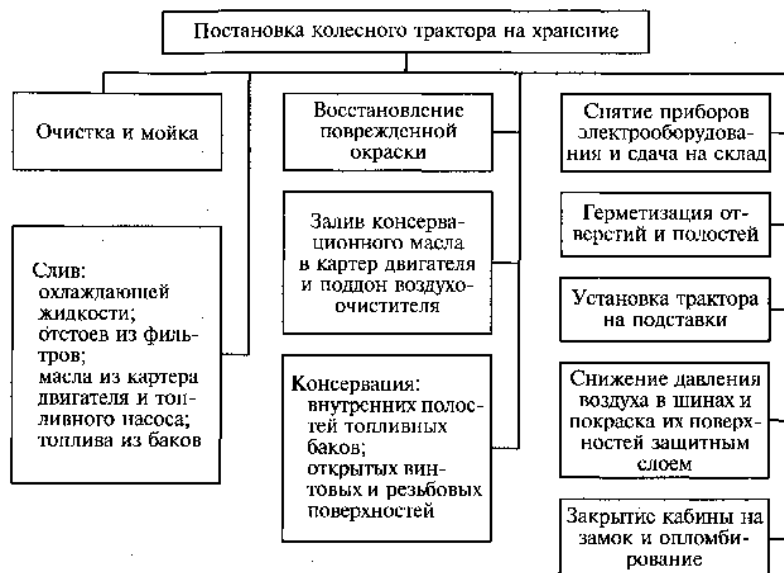 Постановка колесного трактора на хранение
Очистка и мойка
Слив:
охлаждающей
жидкости;
отстоев из филь-
тров;
масла из картера
двигателя и топ-
ливного насоса;
топлива из баков
Восстановление
поврежденной
окраски
Залив консерва-
ционного масла
в картер двигателя
и поддон воздухо-
очистителя
Консервация:
внутренних полос-
тей топливных
баков;
открытых вин-
товых и резьбовых
поверхностей
Снятие приборов
электрооборудова-
ния и сдача на склад
Герметизация от-
верстий и полостей
Установка трактора
на подставки
Снижение давления
воздуха в шинах и
покраска их поверх-
ностей защитным
слоем
Закрытие кабины на
замок и опломби-
рование